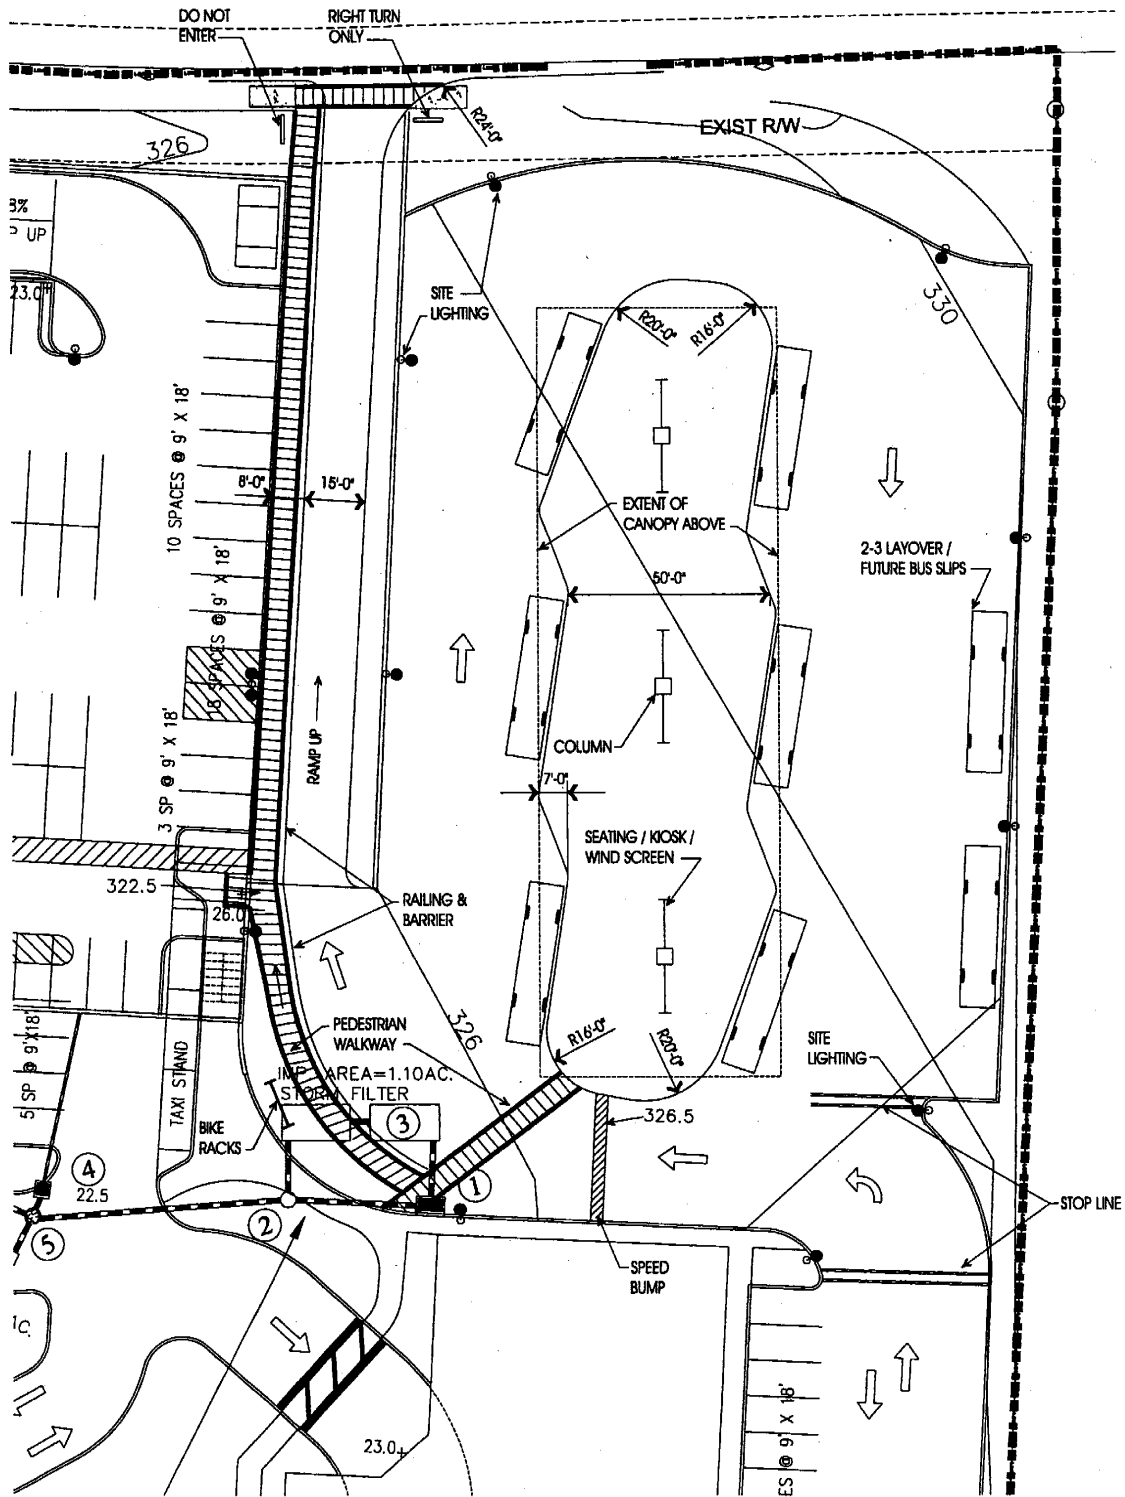 DO NOT
ENTER
RIGHT TURN
ONLY
R24'-0"
EXIST R/W
326
8%
P UP
23.0+
SITE
LIGHTING
330
R20'-0"
R16'-0"
10 SPACES @ 9' X 18'
8'-0"
15'-0"
EXTENT OF
CANOPY ABOVE
2-3 LAYOVER /
FUTURE BUS SLIPS
50'-0"
18 SPACES @ 9' X 18'
RAMP UP
COLUMN
3 SP @ 9' X 18'
7'-0"
SEATING / KIOSK /
WIND SCREEN
322.5
26.0
RAILING &
BARRIER
PEDESTRIAN
WALKWAY
326
R16'-0"
R20'-0"
SITE
LIGHTING
5 SP @ 9'X18'
TAXI STAND
IMP. AREA=1.10AC.
STORM FILTER
326.5
BIKE
RACKS
3
4
22.5
1
2
5
STOP LINE
SPEED
BUMP
1C.
23.0+
ES @ 9' X 18'